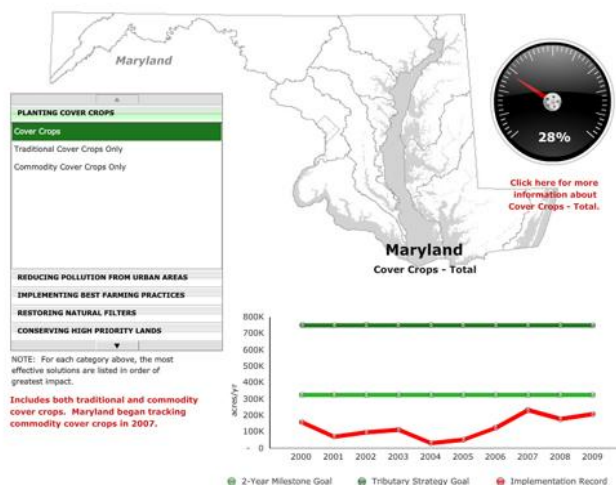 Maryland
PLANTING COVER CROPS
Cover Crops
Traditional Cover Crops Only
Commodity Cover Crops Only
REDUCING POLLUTION FROM URBAN AREAS
IMPLEMENTING BEST FARMING PRACTICES
RESTORING NATURAL FILTERS
CONSERVING HIGH PRIORITY LANDS
NOTE: For each category above, the most
effective solutions are listed in order of
greatest impact.
Includes both traditional and commodity
cover crops. Maryland began tracking
commodity cover crops in 2007.
28%
Click here for more
information about
Cover Crops - Total.
Maryland
Cover Crops - Total
800K
700K
600K
500K
400K
300K
200K
100K
- 0
acres/yr
2000 2001 2002 2003 2004 2005 2006 2007 2008 2009
2-Year Milestone Goal Tributary Strategy Goal Implementation Record